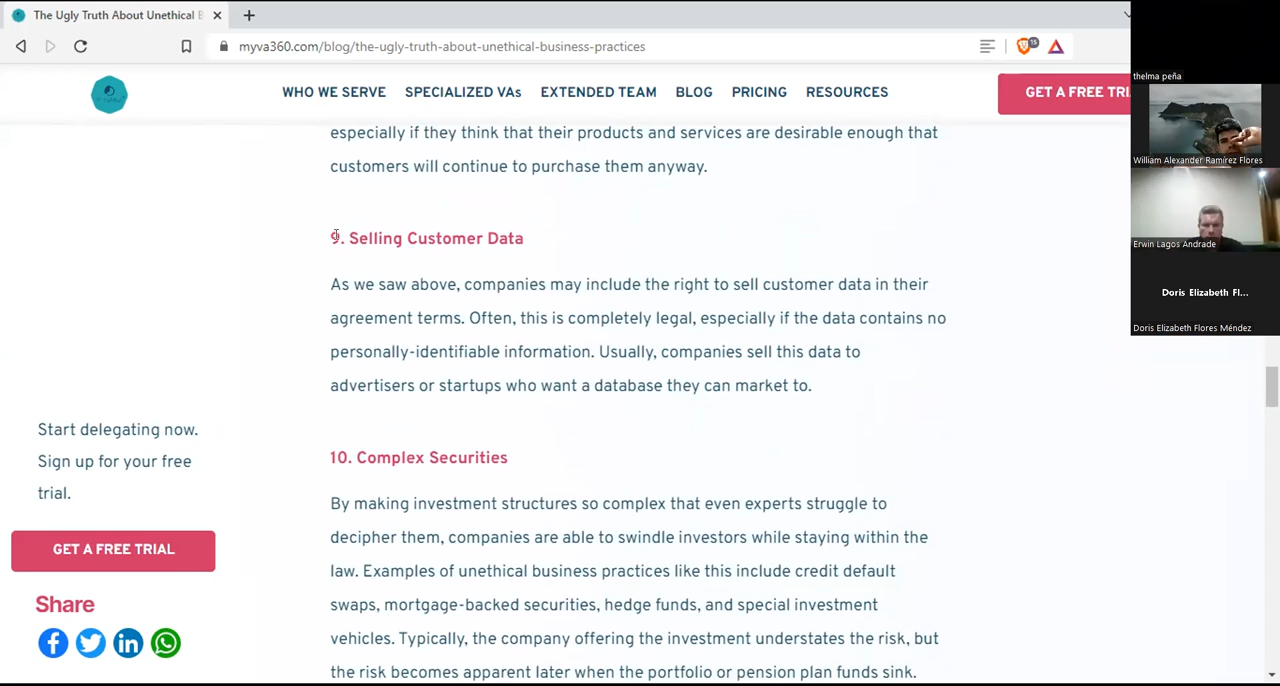 The Ugly Truth About Unethical B
myva360.com/blog/the-ugly-truth-about-unethical-business-practices
15
WHO WE SERVE SPECIALIZED VAs EXTENDED TEAM BLOG PRICING RESOURCES
GET A FREE TRI
especially if they think that their products and services are desirable enough that
customers will continue to purchase them anyway.
9. Selling Customer Data
As we saw above, companies may include the right to sell customer data in their
agreement terms. Often, this is completely legal, especially if the data contains no
personally-identifiable information. Usually, companies sell this data to
advertisers or startups who want a database they can market to.
10. Complex Securities
By making investment structures so complex that even experts struggle to
decipher them, companies are able to swindle investors while staying within the
law. Examples of unethical business practices like this include credit default
swaps, mortgage-backed securities, hedge funds, and special investment
vehicles. Typically, the company offering the investment understates the risk, but
the risk becomes apparent later when the portfolio or pension plan funds sink.
Start delegating now.
Sign up for your free
trial.
GET A FREE TRIAL
Share
thelma peña
William Alexander Ramírez Flores
Erwin Lagos Andrade
Doris Elizabeth Fl...
Doris Elizabeth Flores Méndez